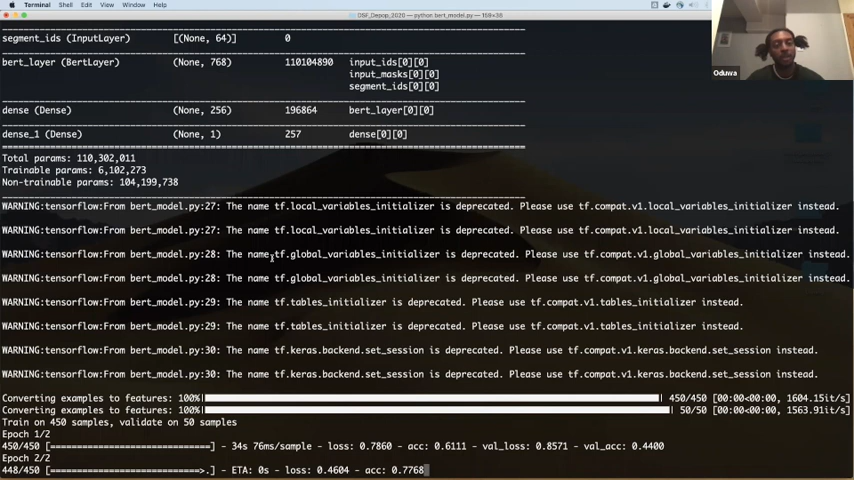 Terminal Shell Edit View Window Help
DSF_Depop_2020 — python bert_model.py — 159×38
segment_ids (InputLayer) [(None, 64)] 0
bert_layer (BertLayer) (None, 768) 110104890 input_ids[0][0]
input_masks[0][0]
segment_ids[0][0]
dense (Dense) (None, 256) 196864 bert_layer[0][0]
dense_1 (Dense) (None, 1) 257 dense[0][0]
Total params: 110,302,011
Trainable params: 6,102,273
Non-trainable params: 104,199,738
WARNING:tensorflow:From bert_model.py:27: The name tf.local_variables_initializer is deprecated. Please use tf.compat.v1.local_variables_initializer instead.
WARNING:tensorflow:From bert_model.py:27: The name tf.local_variables_initializer is deprecated. Please use tf.compat.v1.local_variables_initializer instead.
WARNING:tensorflow:From bert_model.py:28: The name tf.global_variables_initializer is deprecated. Please use tf.compat.v1.global_variables_initializer instead.
WARNING:tensorflow:From bert_model.py:28: The name tf.global_variables_initializer is deprecated. Please use tf.compat.v1.global_variables_initializer instead.
WARNING:tensorflow:From bert_model.py:29: The name tf.tables_initializer is deprecated. Please use tf.compat.v1.tables_initializer instead.
WARNING:tensorflow:From bert_model.py:29: The name tf.tables_initializer is deprecated. Please use tf.compat.v1.tables_initializer instead.
WARNING:tensorflow:From bert_model.py:30: The name tf.keras.backend.set_session is deprecated. Please use tf.compat.v1.keras.backend.set_session instead.
WARNING:tensorflow:From bert_model.py:30: The name tf.keras.backend.set_session is deprecated. Please use tf.compat.v1.keras.backend.set_session instead.
Converting examples to features: 100%| | 450/450 [00:00<00:00, 1604.15it/s]
Converting examples to features: 100%| | 50/50 [00:00<00:00, 1563.91it/s]
Train on 450 samples, validate on 50 samples
Epoch 1/2
450/450 [==============================] - 34s 76ms/sample - loss: 0.7860 - acc: 0.6111 - val_loss: 0.8571 - val_acc: 0.4400
Epoch 2/2
448/450 [============================>.] - ETA: 0s - loss: 0.4604 - acc: 0.7768
Oduwa